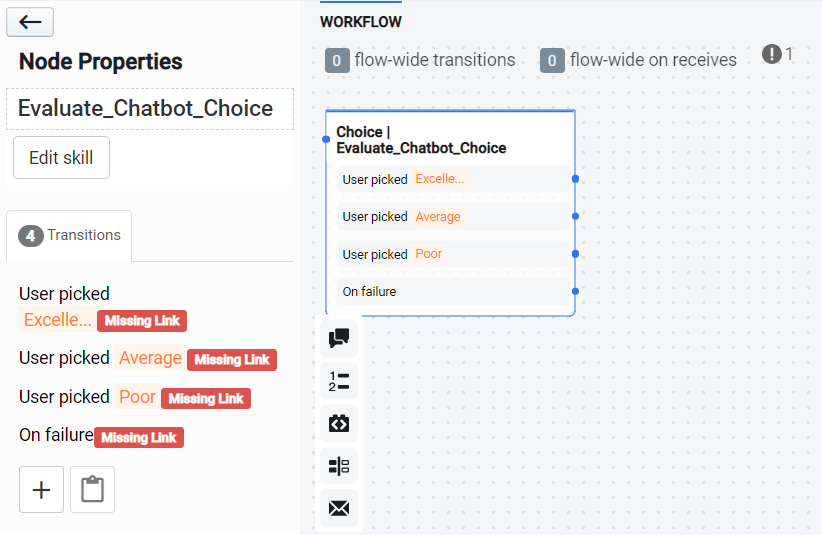 Node Properties
Evaluate_Chatbot_Choice
Edit skill
4 Transitions
User picked
Excelle... Missing Link
User picked Average Missing Link
User picked Poor Missing Link
On failure Missing Link
WORKFLOW
0 flow-wide transitions 0 flow-wide on receives 1
Choice |
Evaluate_Chatbot_Choice
User picked Excelle...
User picked Average
User picked Poor
On failure
1
2